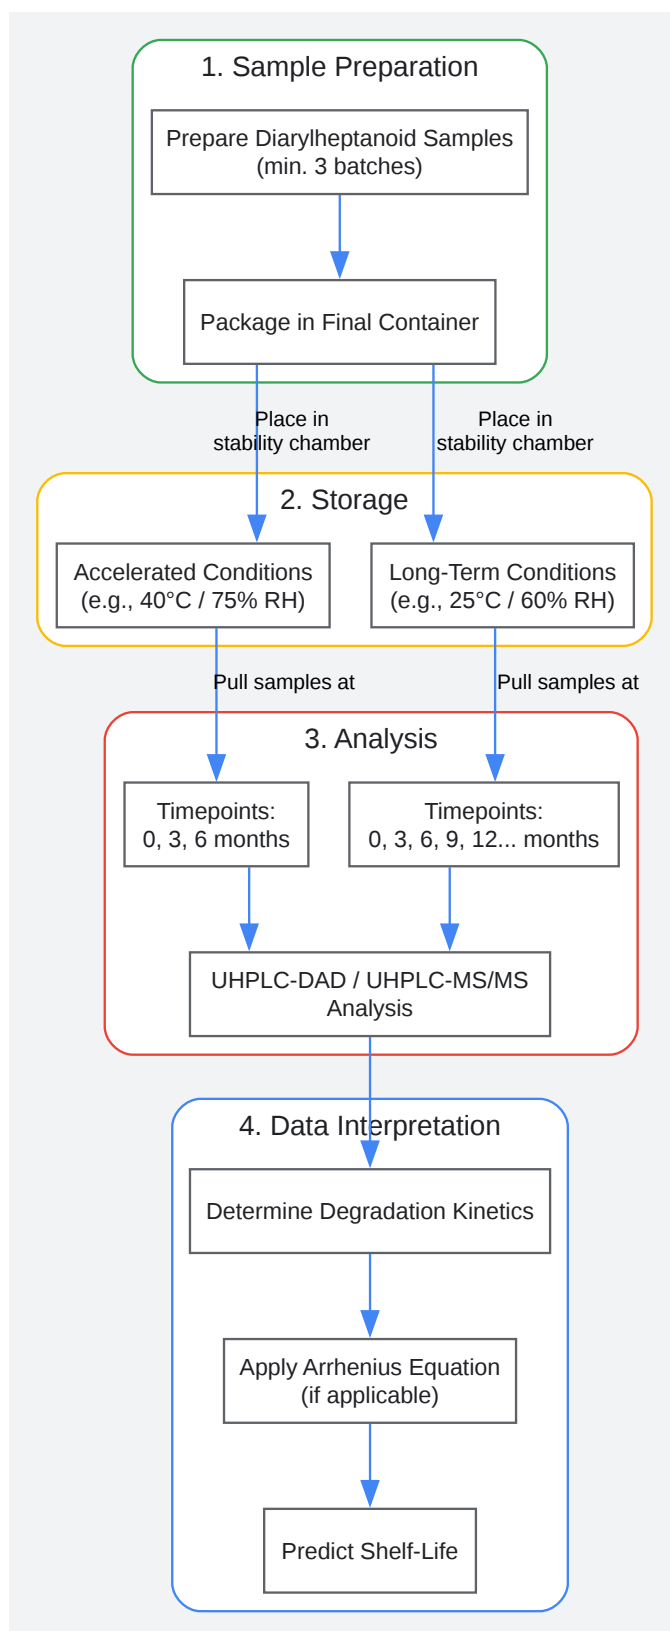 1. Sample Preparation
Prepare Diarylheptanoid Samples
(min. 3 batches)
Package in Final Container
Place in
stability chamber
Place in
stability chamber
2. Storage
Accelerated Conditions
(e.g., 40°C / 75% RH)
Long-Term Conditions
(e.g., 25°C / 60% RH)
Pull samples at
Pull samples at
3. Analysis
Timepoints:
0, 3, 6 months
Timepoints:
0, 3, 6, 9, 12... months
UHPLC-DAD / UHPLC-MS/MS
Analysis
4. Data Interpretation
Determine Degradation Kinetics
Apply Arrhenius Equation
(if applicable)
Predict Shelf-Life